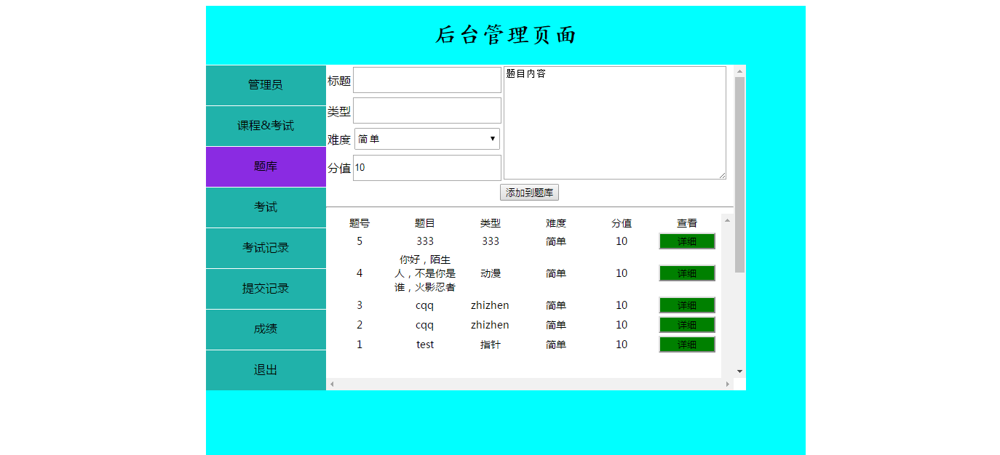 后台管理页面
管理员
课程&考试
题库
考试
考试记录
提交记录
成绩
退出
标题
类型
难度 简单
分值 10
题目内容
添加到题库
题号 题目 类型 难度 分值 查看
5 333 333 简单 10 详细
4 你好，陌生 动漫 简单 10 详细
人，不是你是
谁，火影忍者
3 cqq zhizhen 简单 10 详细
2 cqq zhizhen 简单 10 详细
1 test 指针 简单 10 详细